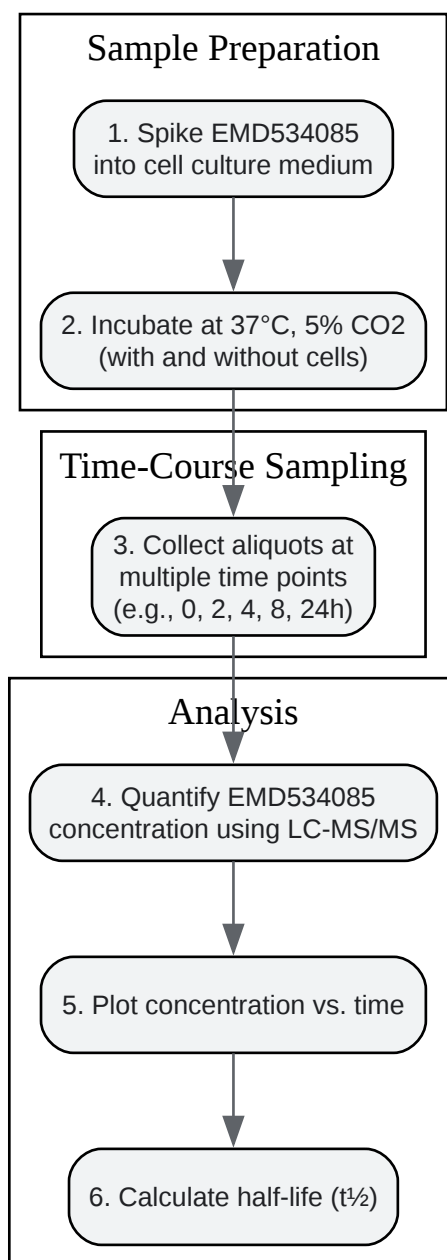 Sample Preparation
1. Spike EMD534085
into cell culture medium
2. Incubate at 37°C, 5% CO2
(with and without cells)
Time-Course Sampling
3. Collect aliquots at
multiple time points
(e.g., 0, 2, 4, 8, 24h)
Analysis
4. Quantify EMD534085
concentration using LC-MS/MS
5. Plot concentration vs. time
6. Calculate half-life (t½)